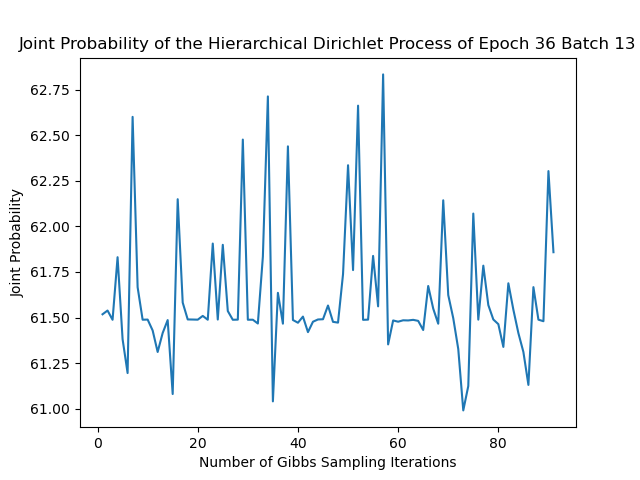 Joint Probability of the Hierarchical Dirichlet Process of Epoch 36 Batch 13
Joint Probability
62.75
62.50
62.25
62.00
61.75
61.50
61.25
61.00
0 20 40 60 80
Number of Gibbs Sampling Iterations